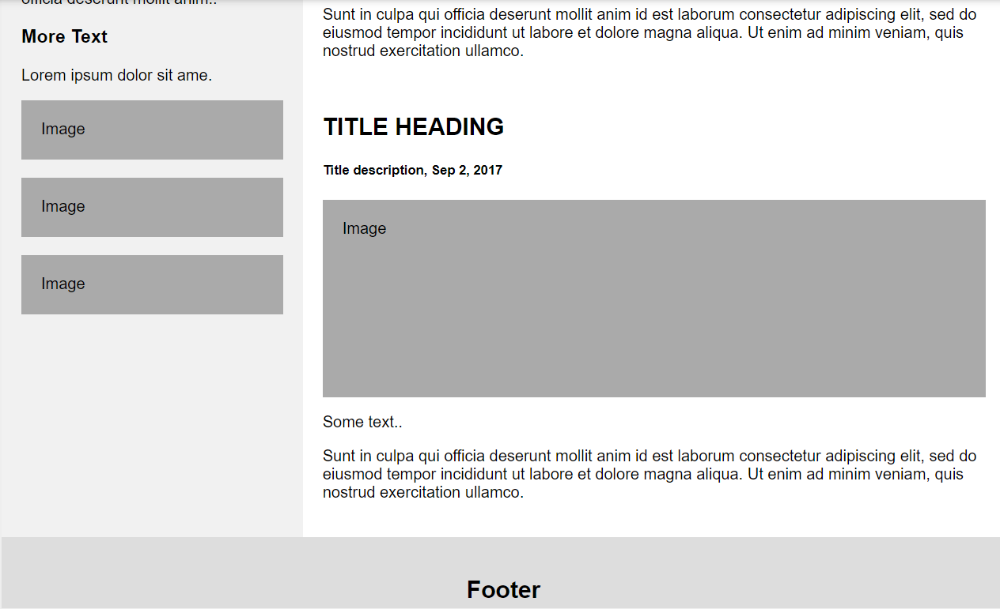 officia deserunt mollit anim..
More Text
Lorem ipsum dolor sit ame.
Image
Image
Image
Sunt in culpa qui officia deserunt mollit anim id est laborum consectetur adipiscing elit, sed do
eiusmod tempor incididunt ut labore et dolore magna aliqua. Ut enim ad minim veniam, quis
nostrud exercitation ullamco.
TITLE HEADING
Title description, Sep 2, 2017
Image
Some text..
Sunt in culpa qui officia deserunt mollit anim id est laborum consectetur adipiscing elit, sed do
eiusmod tempor incididunt ut labore et dolore magna aliqua. Ut enim ad minim veniam, quis
nostrud exercitation ullamco.
Footer